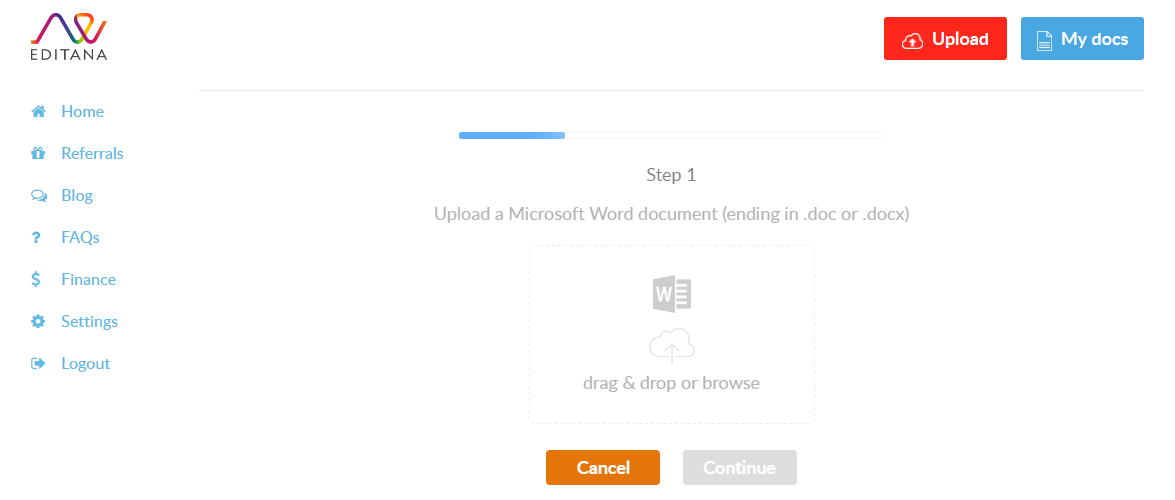 EDITANA
Upload
My docs
Home
Referrals
Blog
FAQs
Finance
Settings
Logout
Step 1
Upload a Microsoft Word document (ending in .doc or .docx)
W
drag & drop or browse
Cancel
Continue